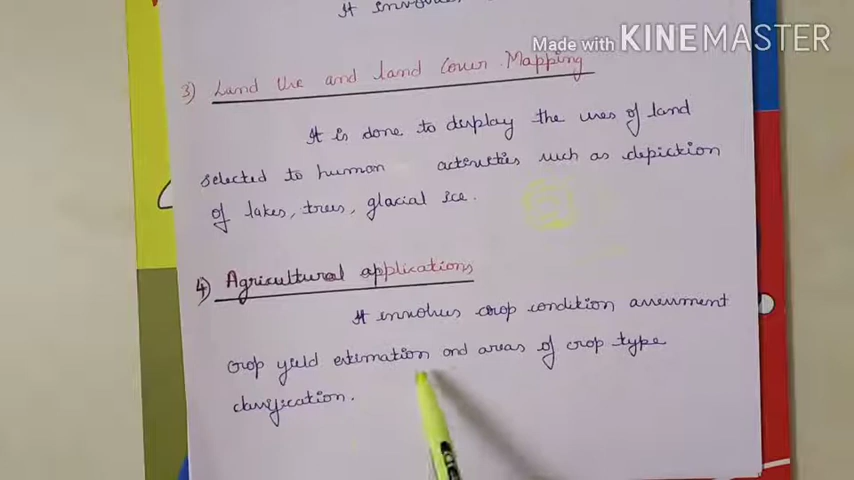 It involves
Made with KINEMASTER
3) Land Use and land Cover Mapping
It is done to display the uses of land
selected to human activities such as depiction
of lakes, trees, glacial ice.
4) Agricultural applications
It involves crop condition assessment
crop yield estimation and areas of crop type
classification.